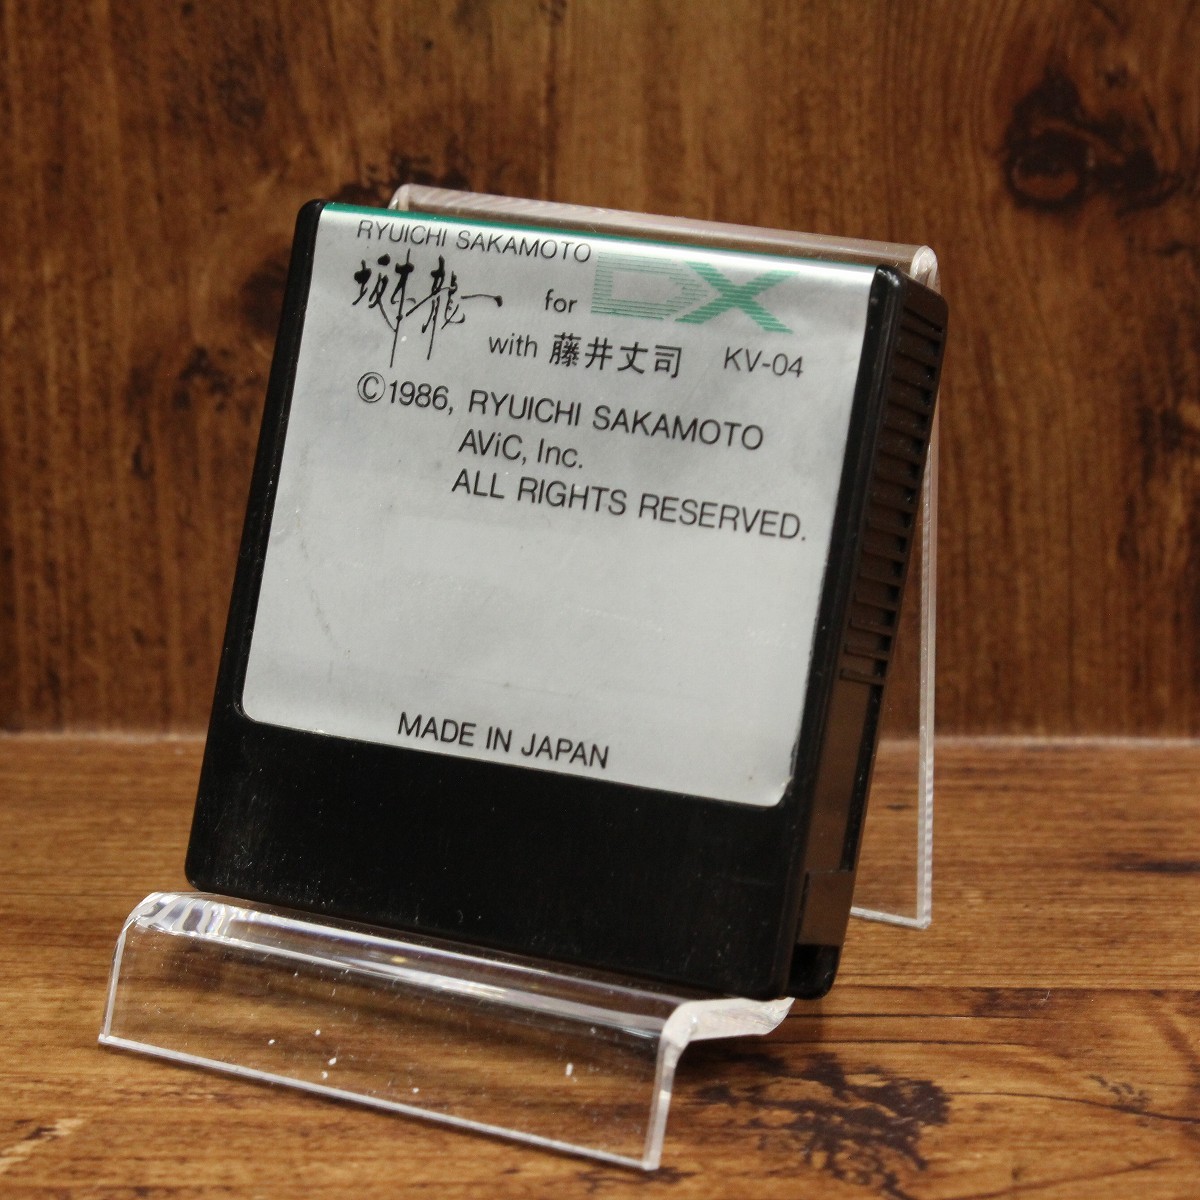 RYUICHI SAKAMOTO
坂本龍一 for DX
with 藤井丈司 KV-04
©1986, RYUICHI SAKAMOTO
AViC, Inc.
ALL RIGHTS RESERVED.
MADE IN JAPAN